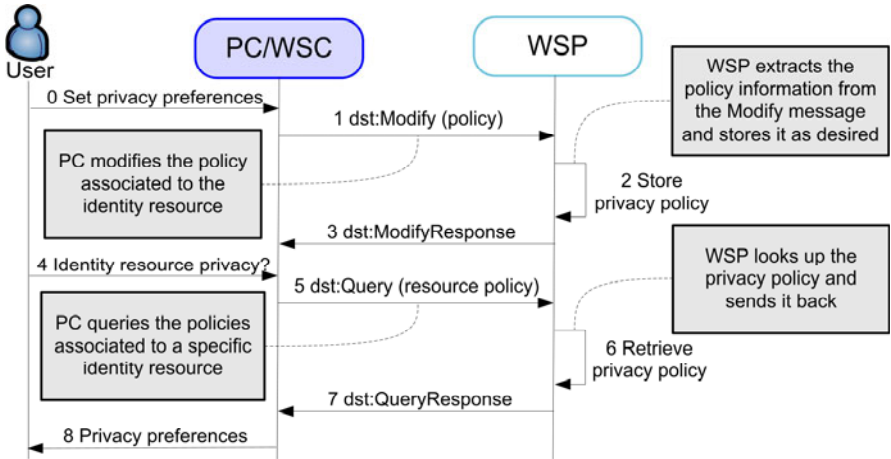 User
PC/WSC
WSP
WSP extracts the
policy information from
the Modify message
and stores it as desired
0 Set privacy preferences
1 dst:Modify (policy)
PC modifies the policy
associated to the
identity resource
2 Store
privacy policy
3 dst:ModifyResponse
4 Identity resource privacy?
WSP looks up the
privacy policy and
sends it back
5 dst:Query (resource policy)
PC queries the policies
associated to a specific
identity resource
6 Retrieve
privacy policy
7 dst:QueryResponse
8 Privacy preferences